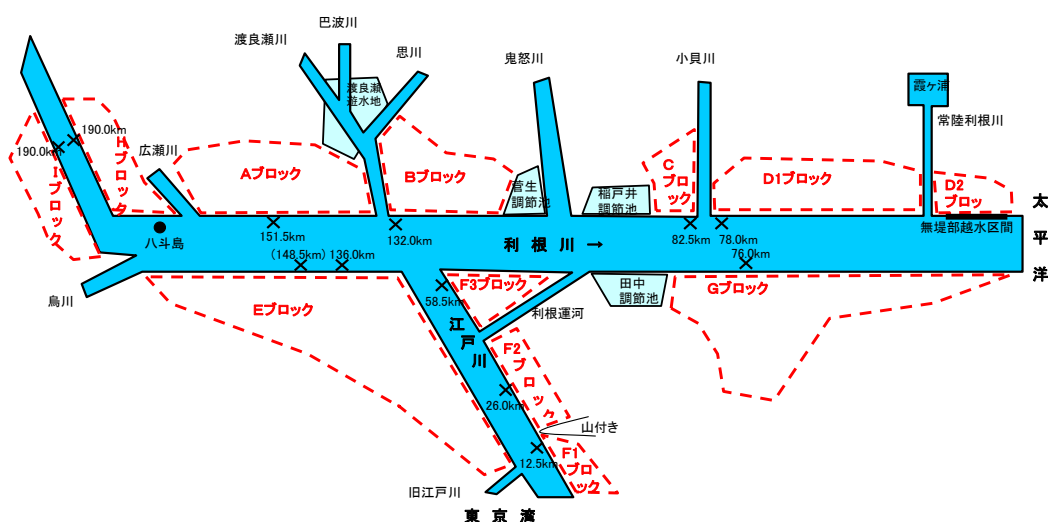 巴波川
渡良瀬川
思川
鬼怒川
小貝川
渡良瀬
遊水地
霞ヶ浦
常陸利根川
190.0km
190.0km
Hブロック
Iブロック
広瀬川
Aブロック
Bブロック
菅生
調節池
稲戸井
調節池
Cブロック
D1ブロック
D2
ブロッ
無堤部越水区間
太平洋
八斗島
151.5km
132.0km
利根川 →
82.5km
78.0km
76.0km
(148.5km)
136.0km
烏川
Eブロック
58.5km
F3ブロック
利根運河
田中
調節池
Gブロック
江戸川
F2ブロック
26.0km
山付き
12.5km
F1
ブロック
旧江戸川
東京湾